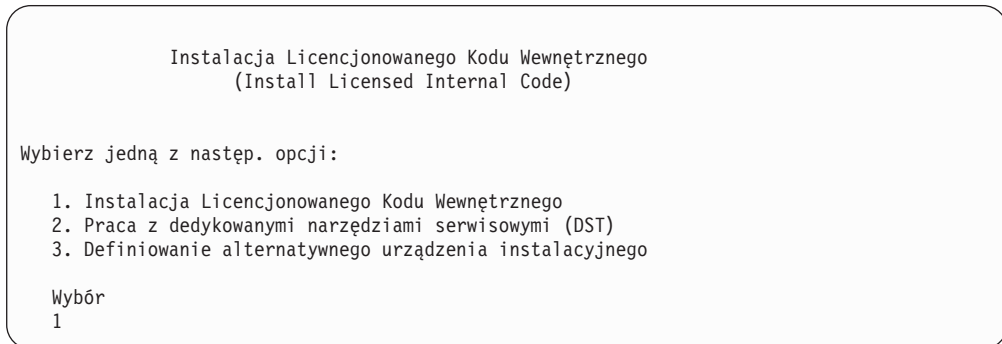 Instalacja Licencjonowanego Kodu Wewnętrznego
(Install Licensed Internal Code)
Wybierz jedną z następ. opcji:
1. Instalacja Licencjonowanego Kodu Wewnętrznego
2. Praca z dedykowanymi narzędziami serwisowymi (DST)
3. Definiowanie alternatywnego urządzenia instalacyjnego
Wybór
1